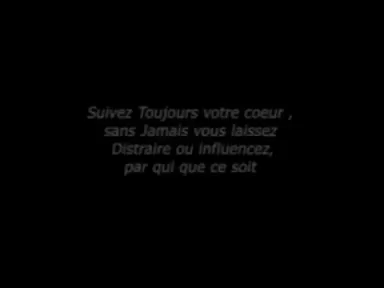 Suivez Toujours votre coeur ,
sans Jamais vous laissez
Distraire ou influencez,
par qui que ce soit